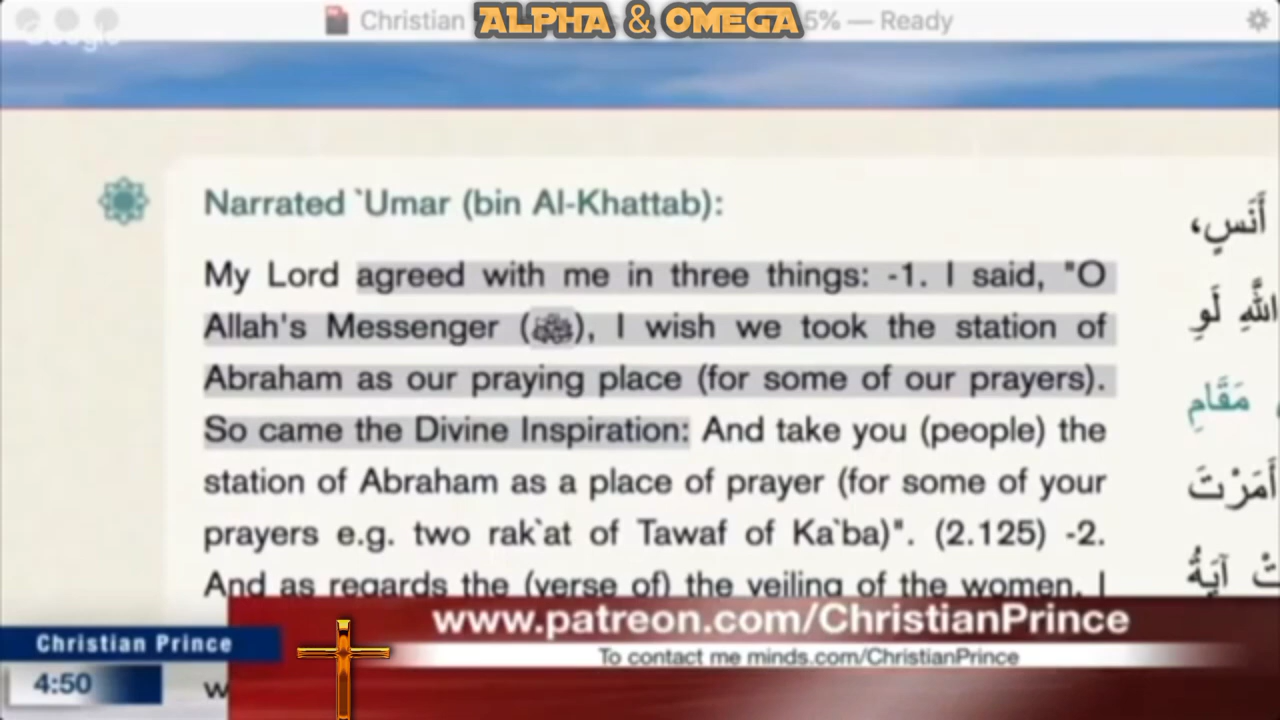 Christian
ALPHA & OMEGA
5% — Ready
Google
Narrated `Umar (bin Al-Khattab):
My Lord agreed with me in three things: -1. I said, "O
Allah's Messenger (ﷺ), I wish we took the station of
Abraham as our praying place (for some of our prayers).
So came the Divine Inspiration: And take you (people) the
station of Abraham as a place of prayer (for some of your
prayers e.g. two rak`at of Tawaf of Ka`ba)". (2.125) -2.
And as regards the (verse of) the veiling of the women, I
أَنَسٍ،
اللَّهِ لَوِ
مَقَامِ
أَمَرْتَ
آيَةُ
www.patreon.com/ChristianPrince
Christian Prince
To contact me minds.com/ChristianPrince
4:50